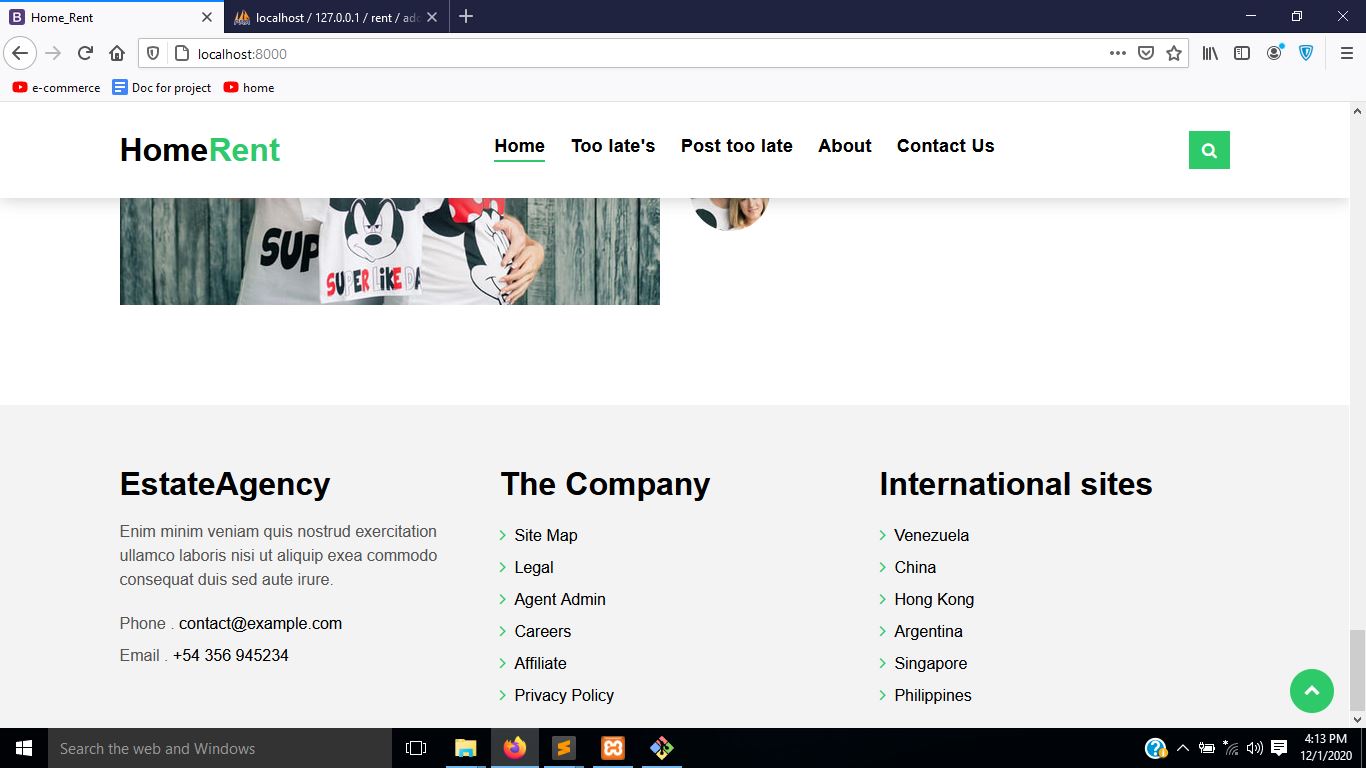 Home_Rent
localhost / 127.0.0.1 / rent / add
localhost:8000
e-commerce
Doc for project
home
HomeRent
Home
Too late's
Post too late
About
Contact Us
SUP
SUPER LiKE DA
EstateAgency
Enim minim veniam quis nostrud exercitation
ullamco laboris nisi ut aliquip exea commodo
consequat duis sed aute irure.
Phone . contact@example.com
Email . +54 356 945234
The Company
Site Map
Legal
Agent Admin
Careers
Affiliate
Privacy Policy
International sites
Venezuela
China
Hong Kong
Argentina
Singapore
Philippines
Search the web and Windows
4:13 PM
12/1/2020